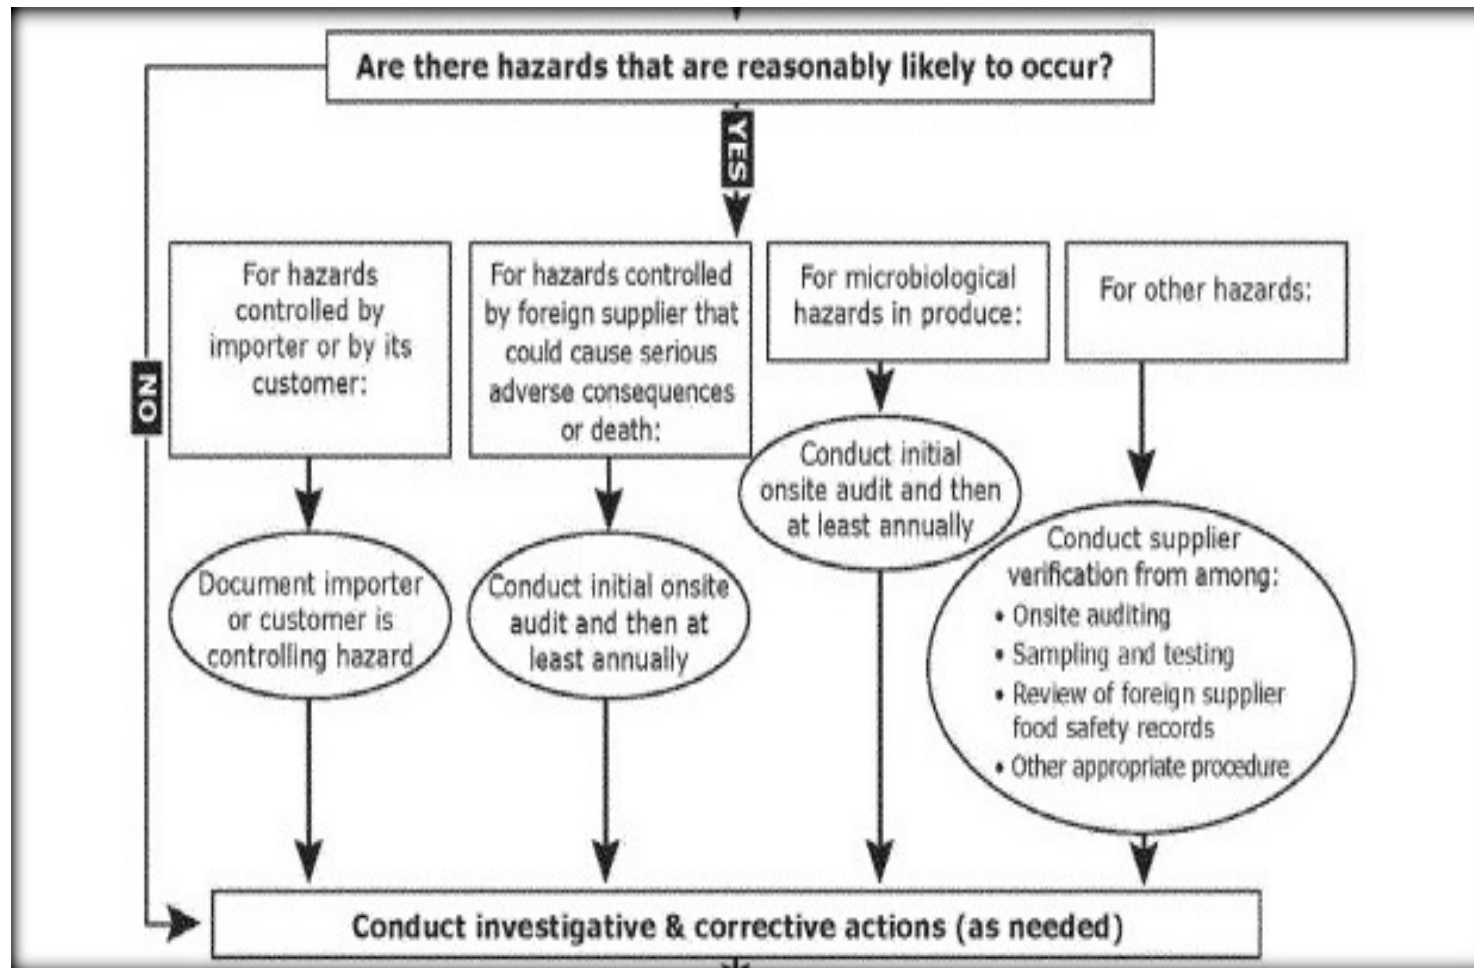 Are there hazards that are reasonably likely to occur?
YES
NO
For hazards
controlled by
importer or by its
customer:
For hazards controlled
by foreign supplier that
could cause serious
adverse consequences
or death:
For microbiological
hazards in produce:
For other hazards:
Document importer
or customer is
controlling hazard
Conduct initial onsite
audit and then at
least annually
Conduct initial
onsite audit and then
at least annually
Conduct supplier
verification from among:
• Onsite auditing
• Sampling and testing
• Review of foreign supplier
food safety records
• Other appropriate procedure
Conduct investigative & corrective actions (as needed)